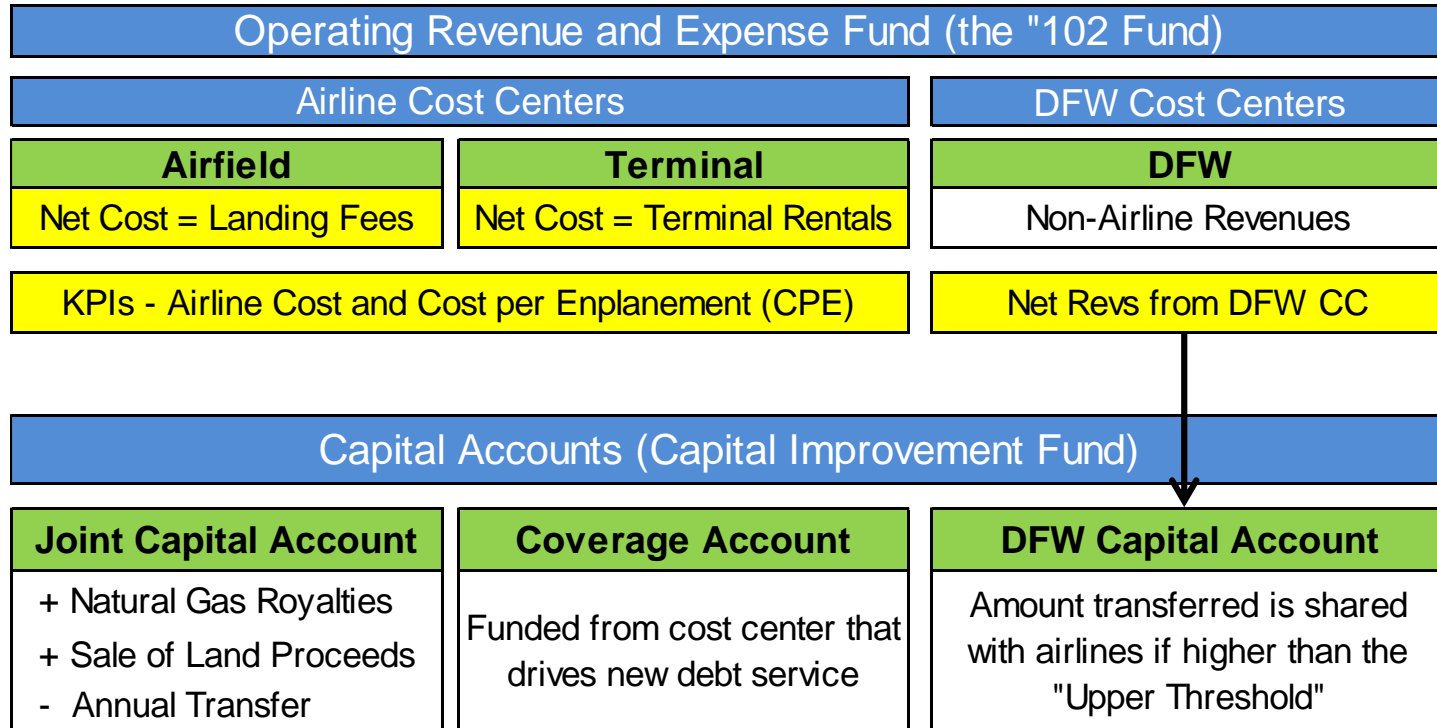 Operating Revenue and Expense Fund (the "102 Fund)
Airline Cost Centers
DFW Cost Centers
Airfield
Terminal
DFW
Net Cost = Landing Fees
Net Cost = Terminal Rentals
Non-Airline Revenues
KPIs - Airline Cost and Cost per Enplanement (CPE)
Net Revs from DFW CC
Capital Accounts (Capital Improvement Fund)
Joint Capital Account
+ Natural Gas Royalties
+ Sale of Land Proceeds
- Annual Transfer
Coverage Account
Funded from cost center that
drives new debt service
DFW Capital Account
Amount transferred is shared
with airlines if higher than the
"Upper Threshold"